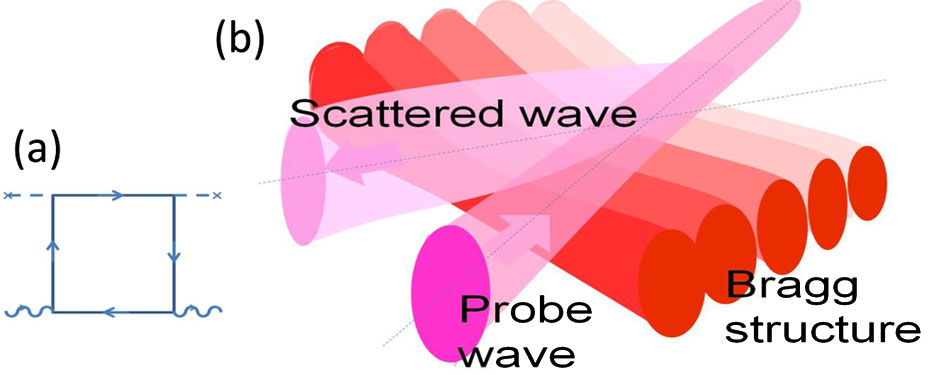 (b)
Scattered wave
(a)
Probe
wave
Bragg
structure